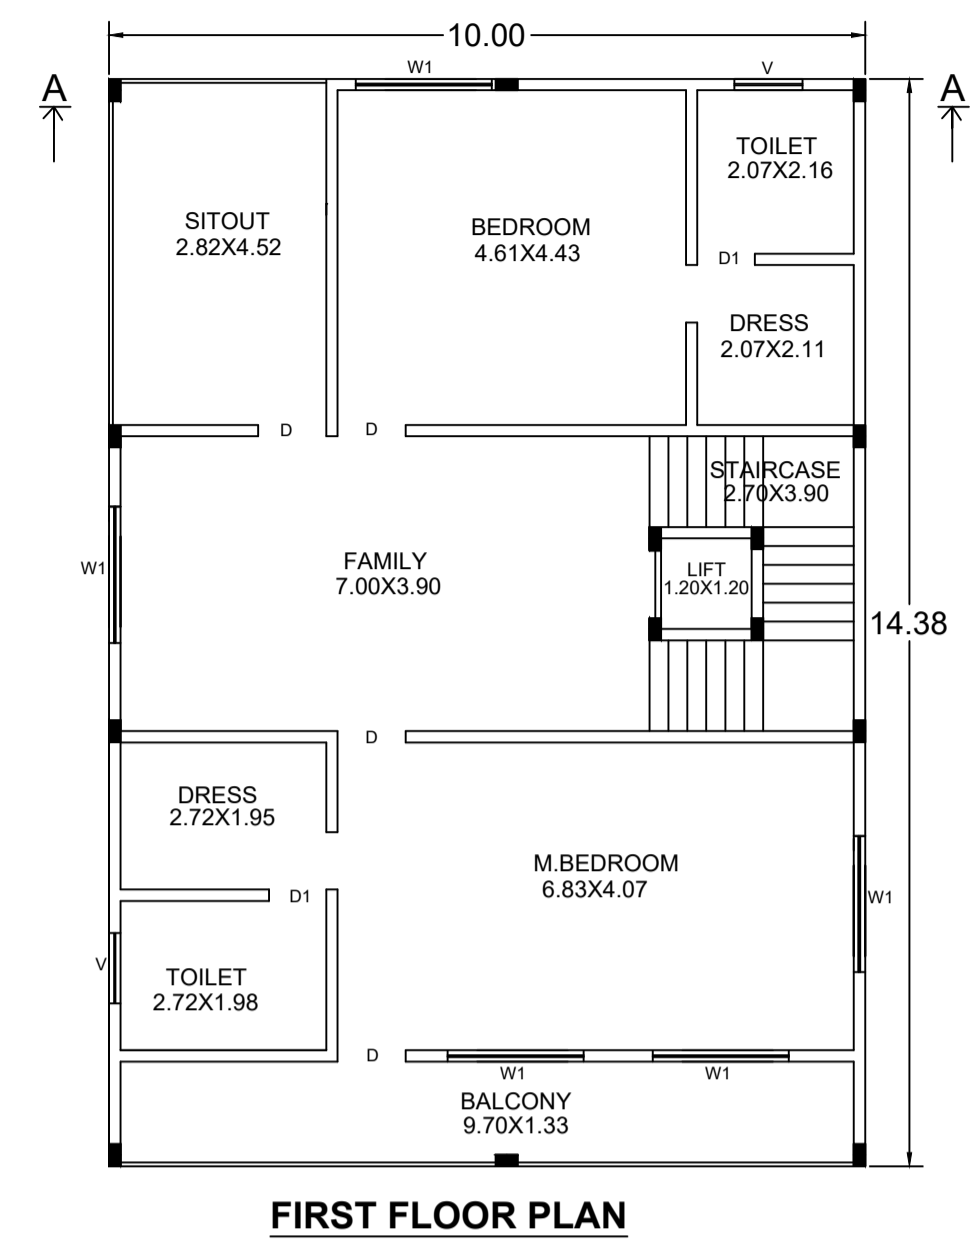 10.00
W1
V
A
A
TOILET
2.07X2.16
SITOUT
2.82X4.52
BEDROOM
4.61X4.43
D1
DRESS
2.07X2.11
D
D
STAIRCASE
2.70X3.90
W1
FAMILY
7.00X3.90
LIFT
1.20X1.20
14.38
D
DRESS
2.72X1.95
M.BEDROOM
6.83X4.07
D1
W1
V
TOILET
2.72X1.98
D
W1
W1
BALCONY
9.70X1.33
FIRST FLOOR PLAN